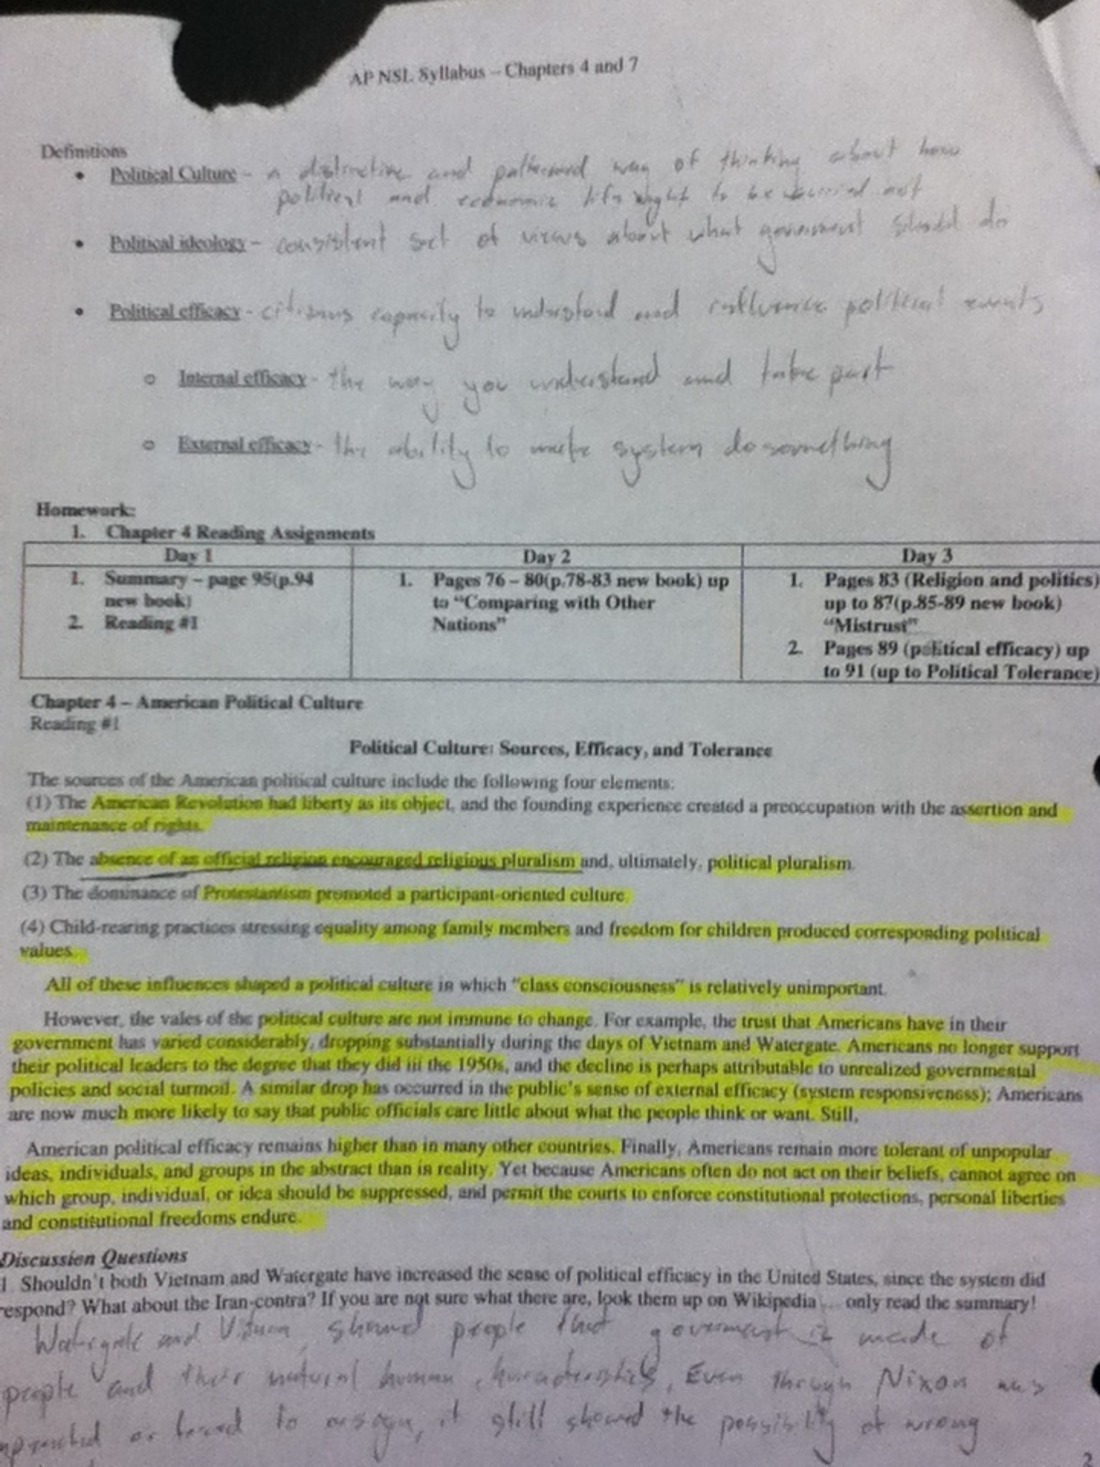 AP NSL Syllabus – Chapters 4 and 7
Definitions
• Political Culture – a distinctive and patterned way of thinking about how
political and economic life ought to be carried out
• Political ideology – consistent set of views about what government should do
• Political efficacy - citizens capacity to understand and influence political events
o Internal efficacy - the way you understand and take part
o External efficacy - the ability to make system do something
Homework:
1. Chapter 4 Reading Assignments
Day 1 Day 2 Day 3
1. Summary – page 95(p.94 1. Pages 76 – 80(p.78-83 new book) up 1. Pages 83 (Religion and politics)
new book) to "Comparing with Other up to 87(p.85-89 new book)
2. Reading #1 Nations" "Mistrust"
2. Pages 89 (political efficacy) up
to 91 (up to Political Tolerance)
Chapter 4 – American Political Culture
Reading #1
Political Culture: Sources, Efficacy, and Tolerance
The sources of the American political culture include the following four elements:
(1) The American Revolution had liberty as its object, and the founding experience created a preoccupation with the assertion and
maintenance of rights.
(2) The absence of an official religion encouraged religious pluralism and, ultimately, political pluralism.
(3) The dominance of Protestantism promoted a participant-oriented culture.
(4) Child-rearing practices stressing equality among family members and freedom for children produced corresponding political
values.
All of these influences shaped a political culture in which "class consciousness" is relatively unimportant.
However, the vales of the political culture are not immune to change. For example, the trust that Americans have in their
government has varied considerably, dropping substantially during the days of Vietnam and Watergate. Americans no longer support
their political leaders to the degree that they did iii the 1950s, and the decline is perhaps attributable to unrealized governmental
policies and social turmoil. A similar drop has occurred in the public's sense of external efficacy (system responsiveness); Americans
are now much more likely to say that public officials care little about what the people think or want. Still,
American political efficacy remains higher than in many other countries. Finally, Americans remain more tolerant of unpopular
ideas, individuals, and groups in the abstract than in reality. Yet because Americans often do not act on their beliefs, cannot agree on
which group, individual, or idea should be suppressed, and permit the courts to enforce constitutional protections, personal liberties
and constitutional freedoms endure.
Discussion Questions
1. Shouldn't both Vietnam and Watergate have increased the sense of political efficacy in the United States, since the system did
respond? What about the Iran-contra? If you are not sure what there are, look them up on Wikipedia … only read the summary!
Watergate and showed people that government is made of
people and their natural human characteristics. Even through Nixon was
or forced to it still showed the possibility of wrong
2